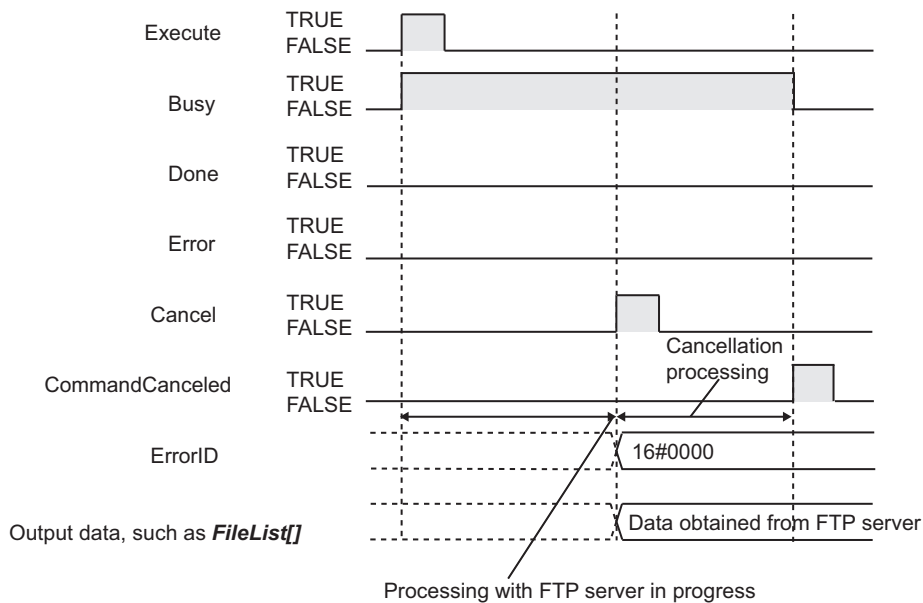 Execute
TRUE
FALSE
Busy
TRUE
FALSE
Done
TRUE
FALSE
Error
TRUE
FALSE
Cancel
TRUE
FALSE
Cancellation
processing
CommandCanceled
TRUE
FALSE
ErrorID
16#0000
Output data, such as FileList[]
Data obtained from FTP server
Processing with FTP server in progress